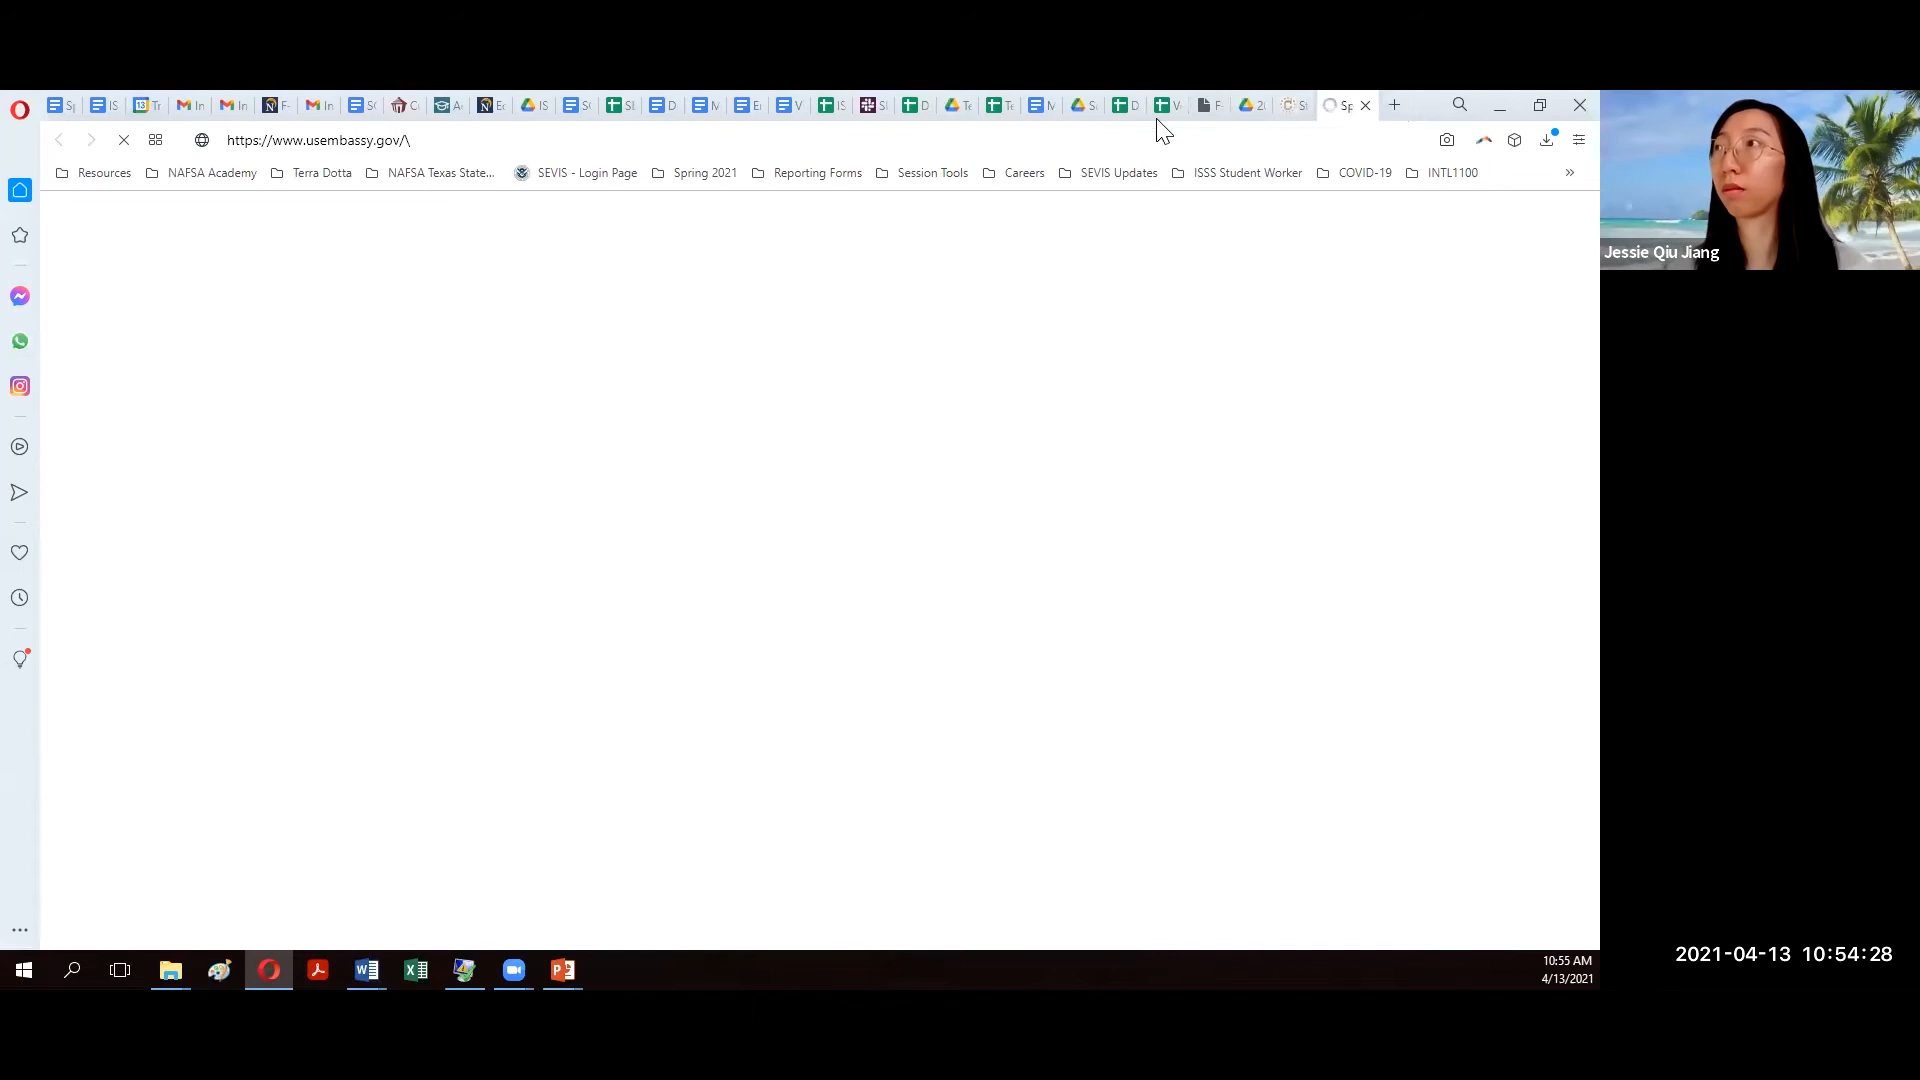 https://www.usembassy.gov/\
Resources NAFSA Academy Terra Dotta NAFSA Texas State... SEVIS - Login Page Spring 2021 Reporting Forms Session Tools Careers SEVIS Updates ISSS Student Worker COVID-19 INTL1100 »
Jessie Qiu Jiang
2021-04-13 10:54:28
10:55 AM
4/13/2021